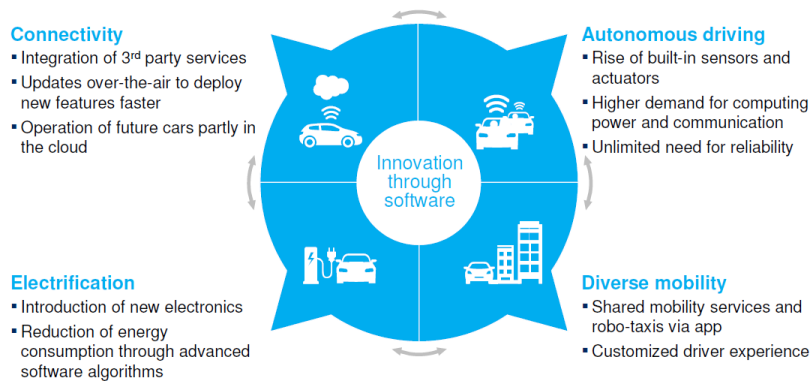 Connectivity
▪ Integration of 3rd party services
▪ Updates over-the-air to deploy
new features faster
▪ Operation of future cars partly in
the cloud
Autonomous driving
▪ Rise of built-in sensors and
actuators
▪ Higher demand for computing
power and communication
▪ Unlimited need for reliability
Innovation
through
software
Electrification
▪ Introduction of new electronics
▪ Reduction of energy
consumption through advanced
software algorithms
Diverse mobility
▪ Shared mobility services and
robo-taxis via app
▪ Customized driver experience